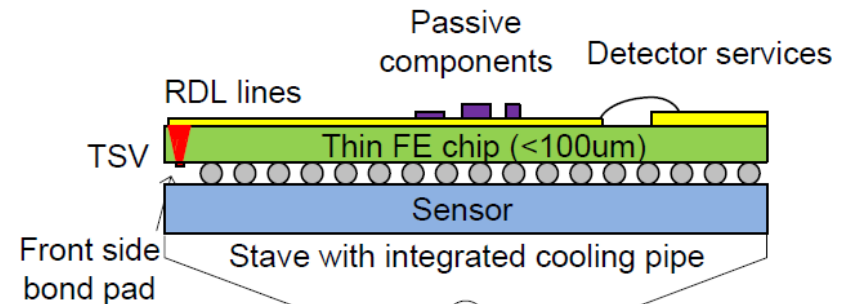 Passive
components
Detector services
RDL lines
TSV
Thin FE chip (<100um)
Sensor
Front side
bond pad
Stave with integrated cooling pipe